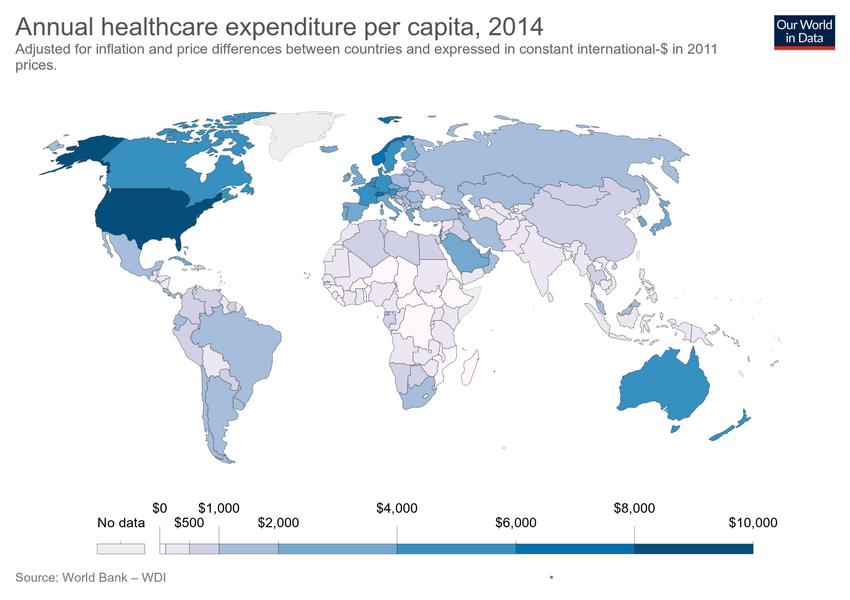 Annual healthcare expenditure per capita, 2014
Adjusted for inflation and price differences between countries and expressed in constant international-$ in 2011
prices.
Our World
in Data
$0 $1,000 $4,000 $8,000
No data $500 $2,000 $6,000 $10,000
Source: World Bank – WDI